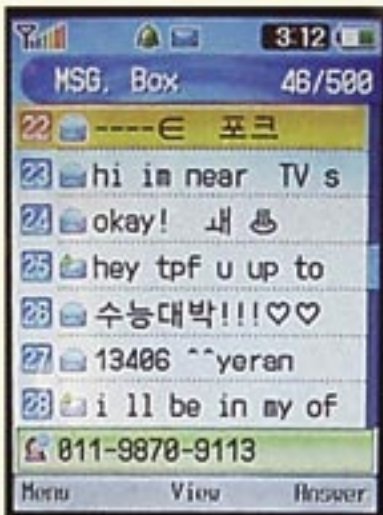 3:12
MSG. Box 46/500
22 ----∈ 포크
23 hi im near TV s
24 okay! 내 ♨
25 hey tpf u up to
26 수능대박!!!♡♡
27 13406 ^^yeran
28 i ll be in my of
011-9870-9113
Menu View Answer